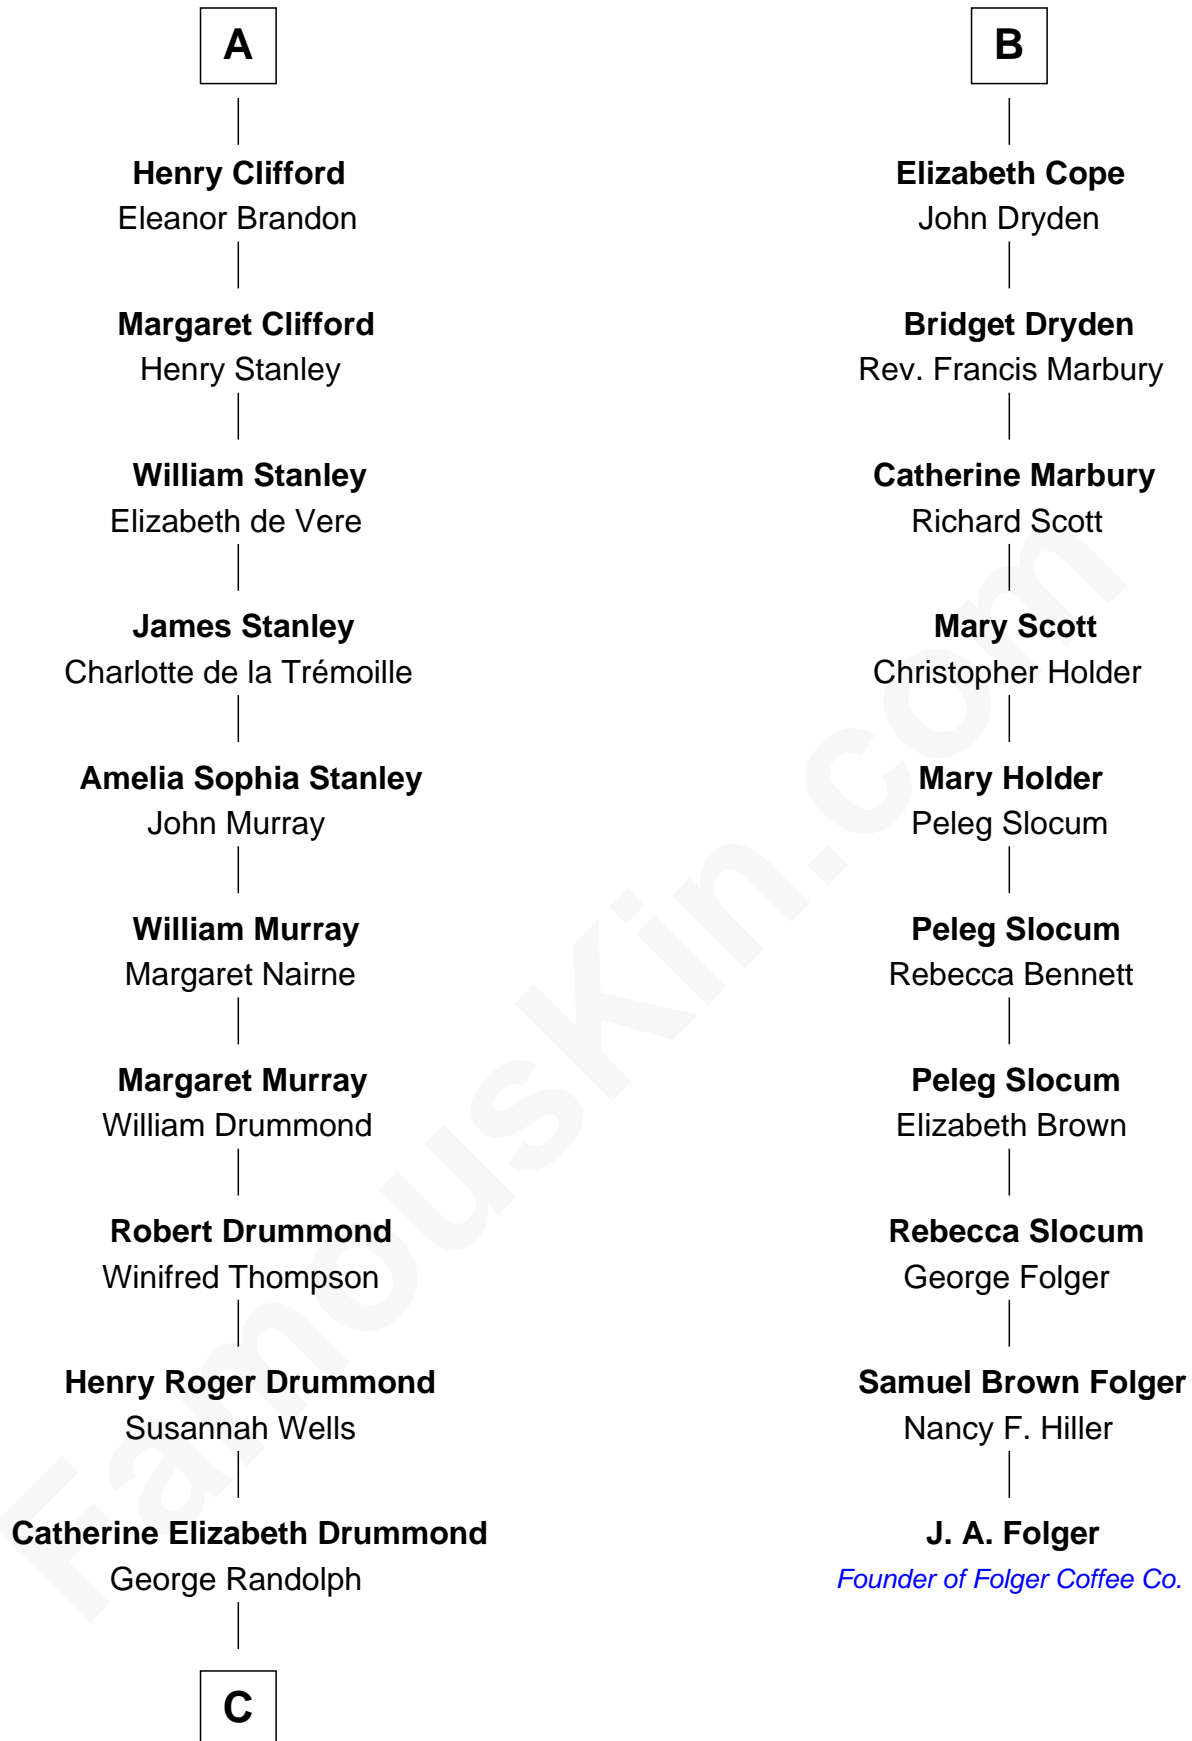 A
Henry Clifford
Eleanor Brandon
Margaret Clifford
Henry Stanley
William Stanley
Elizabeth de Vere
James Stanley
Charlotte de la Trémoille
Amelia Sophia Stanley
John Murray
William Murray
Margaret Nairne
Margaret Murray
William Drummond
Robert Drummond
Winifred Thompson
Henry Roger Drummond
Susannah Wells
Catherine Elizabeth Drummond
George Randolph
C
B
Elizabeth Cope
John Dryden
Bridget Dryden
Rev. Francis Marbury
Catherine Marbury
Richard Scott
Mary Scott
Christopher Holder
Mary Holder
Peleg Slocum
Peleg Slocum
Rebecca Bennett
Peleg Slocum
Elizabeth Brown
Rebecca Slocum
George Folger
Samuel Brown Folger
Nancy F. Hiller
J. A. Folger
Founder of Folger Coffee Co.
FamousKin.com